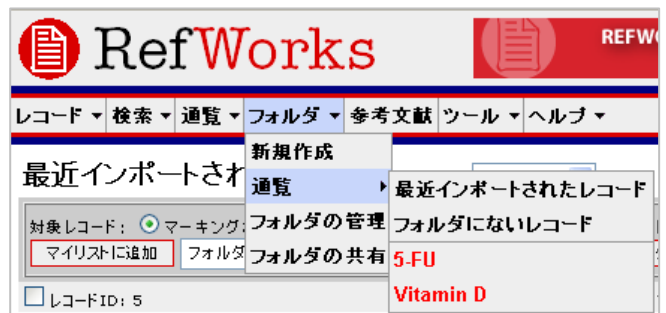 RefWorks
REFW
レコード ▼ 検索 ▼ 通覧 ▼ フォルダ ▼ 参考文献 ツール ▼ ヘルプ ▼
新規作成
最近インポートされ
通覧
最近インポートされたレコード
対象レコード: マーキング
フォルダの管理
フォルダにないレコード
マイリストに追加
フォルダ
フォルダの共有
5-FU
Vitamin D
レコードID: 5